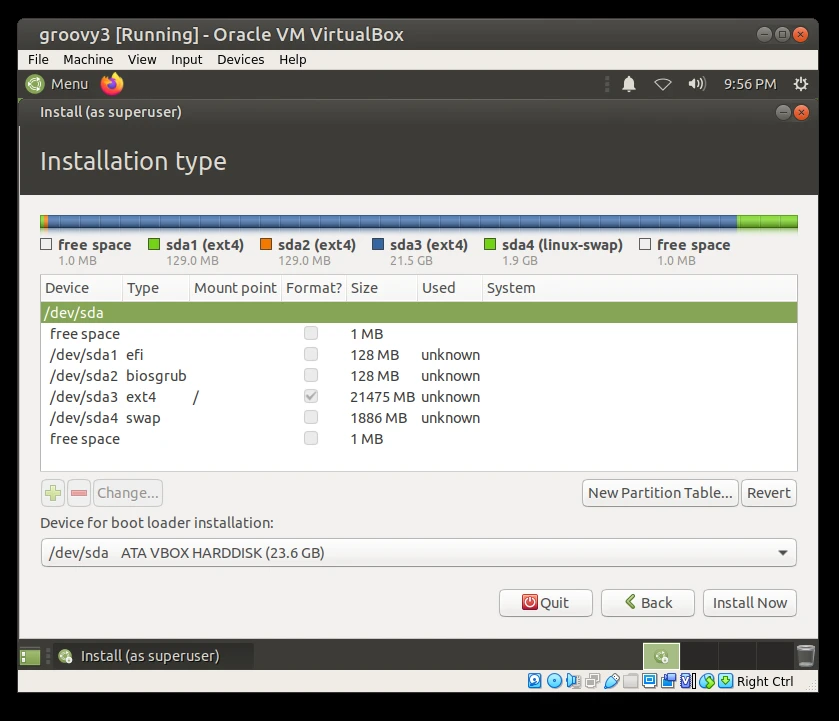 groovy3 [Running] - Oracle VM VirtualBox
File Machine View Input Devices Help
Menu 9:56 PM
Install (as superuser)
Installation type
free space sda1 (ext4) sda2 (ext4) sda3 (ext4) sda4 (linux-swap) free space
1.0 MB 129.0 MB 129.0 MB 21.5 GB 1.9 GB 1.0 MB
Device Type Mount point Format? Size Used System
/dev/sda
free space 1 MB
/dev/sda1 efi 128 MB unknown
/dev/sda2 biosgrub 128 MB unknown
/dev/sda3 ext4 / 21475 MB unknown
/dev/sda4 swap 1886 MB unknown
free space 1 MB
Change... New Partition Table... Revert
Device for boot loader installation:
/dev/sda ATA VBOX HARDDISK (23.6 GB)
Quit Back Install Now
Install (as superuser)
Right Ctrl